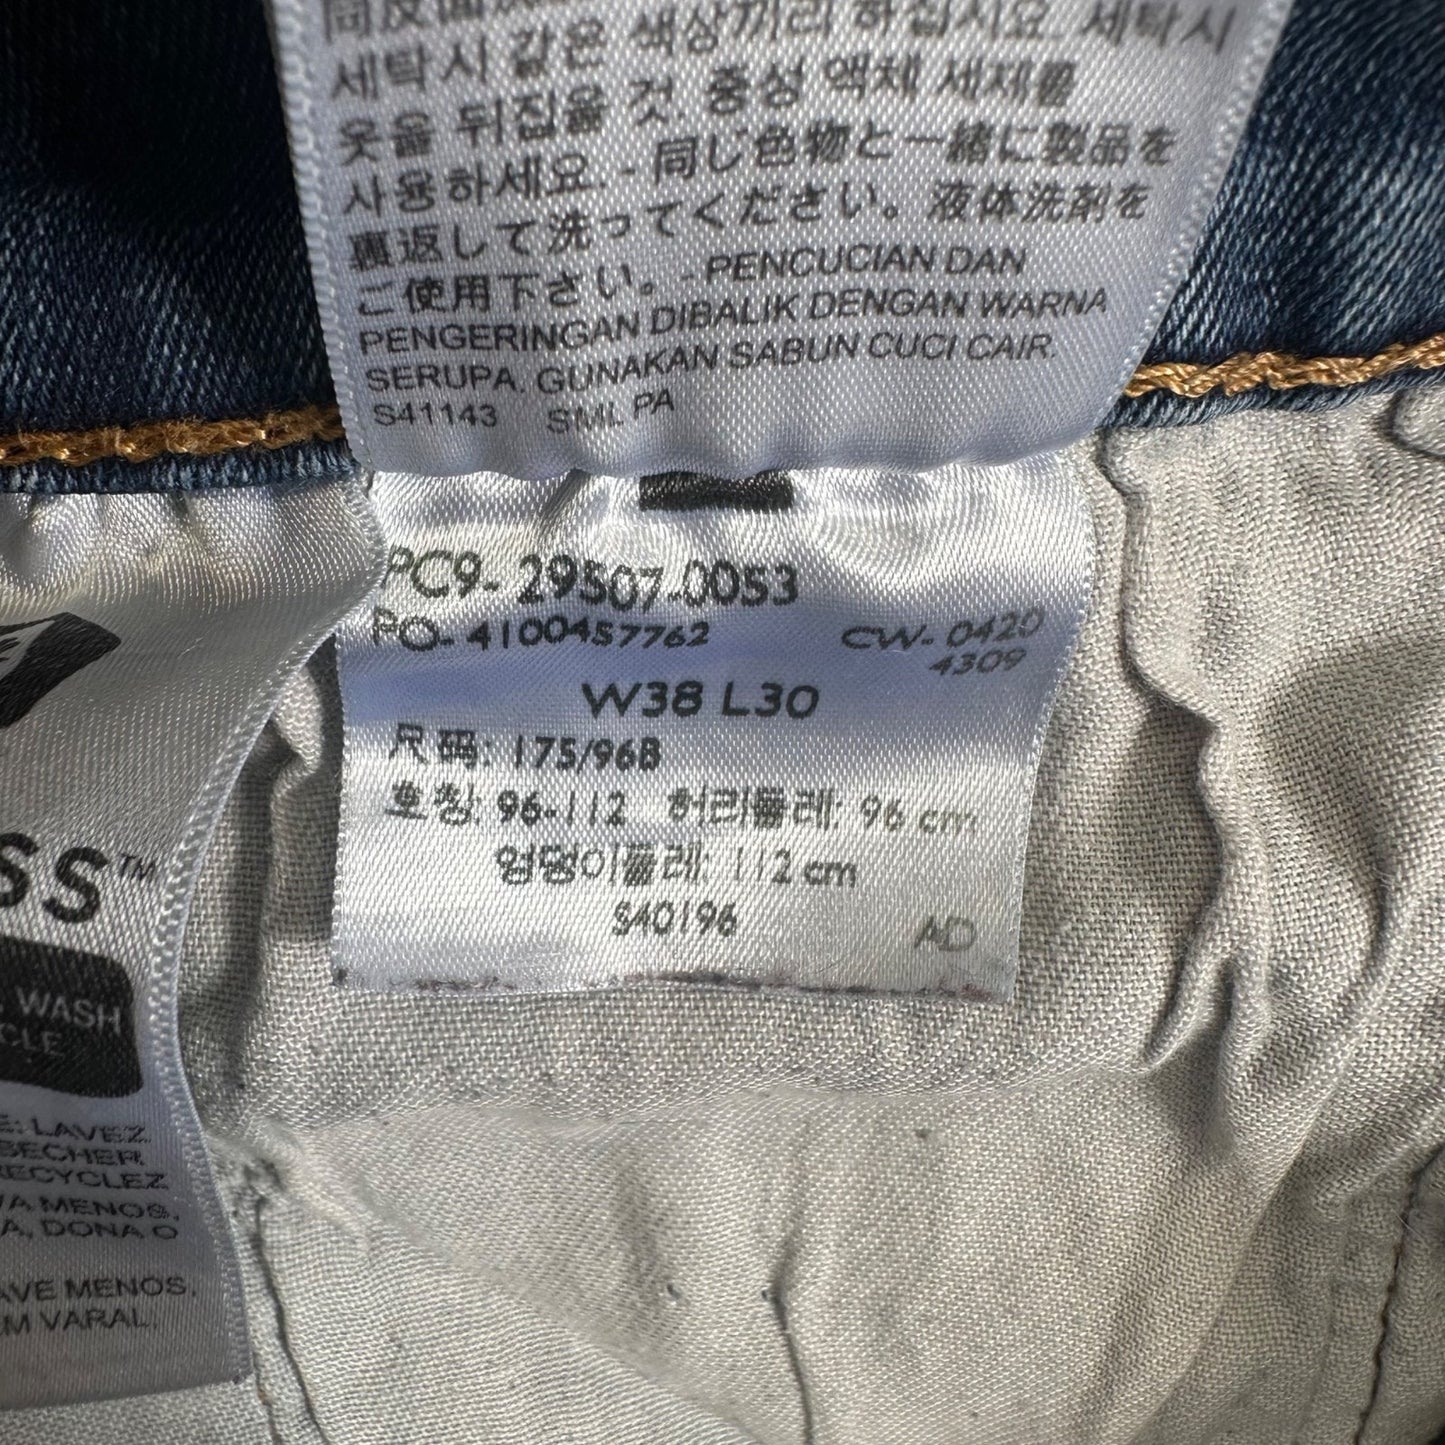 세탁시 같은 색상끼리 하십시오. 세탁시
옷을 뒤집을 것 중성 액체 세제를
사용하세요. - 同じ色物と一緒に製品を
裏返して洗ってください。液体洗剤を
ご使用下さい。- PENCUCIAN DAN
PENGERINGAN DIBALIK DENGAN WARNA
SERUPA. GUNAKAN SABUN CUCI CAIR.
S41143 SML PA
PC9- 29507-0053
PO- 4100457762 CW- 0420
4309
W38 L30
尺码: 175/96B
호칭: 96-112 허리둘레: 96 cm
엉덩이둘레: 112 cm
S40196 AD
SS™
WASH
E: LAVEZ
RECYCLEZ
A MENOS,
A, DONA O
AVE MENOS,
M VARAL.